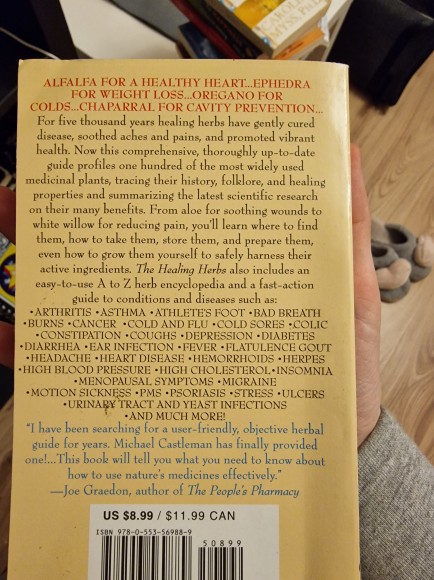 ALFALFA FOR A HEALTHY HEART...EPHEDRA
FOR WEIGHT LOSS...OREGANO FOR
COLDS...CHAPARRAL FOR CAVITY PREVENTION...
For five thousand years healing herbs have gently cured
disease, soothed aches and pains, and promoted vibrant
health. Now this comprehensive, thoroughly up-to-date
guide profiles one hundred of the most widely used
medicinal plants, tracing their history, folklore, and healing
properties and summarizing the latest scientific research
on their many benefits. From aloe for soothing wounds to
white willow for reducing pain, you'll learn where to find
them, how to take them, store them, and prepare them,
even how to grow them yourself to safely harness their
active ingredients. The Healing Herbs also includes an
easy-to-use A to Z herb encyclopedia and a fast-action
guide to conditions and diseases such as:
•ARTHRITIS •ASTHMA •ATHLETE'S FOOT •BAD BREATH
•BURNS •CANCER •COLD AND FLU •COLD SORES •COLIC
•CONSTIPATION •COUGHS •DEPRESSION •DIABETES
•DIARRHEA •EAR INFECTION •FEVER •FLATULENCE GOUT
•HEADACHE •HEART DISEASE •HEMORRHOIDS •HERPES
•HIGH BLOOD PRESSURE •HIGH CHOLESTEROL •INSOMNIA
•MENOPAUSAL SYMPTOMS •MIGRAINE
•MOTION SICKNESS •PMS •PSORIASIS •STRESS •ULCERS
•URINARY TRACT AND YEAST INFECTIONS
•AND MUCH MORE!
"I have been searching for a user-friendly, objective herbal
guide for years. Michael Castleman has finally provided
one!...This book will tell you what you need to know about
how to use nature's medicines effectively."
—Joe Graedon, author of The People's Pharmacy
US $8.99 / $11.99 CAN
ISBN 978-0-553-56988-9
50899